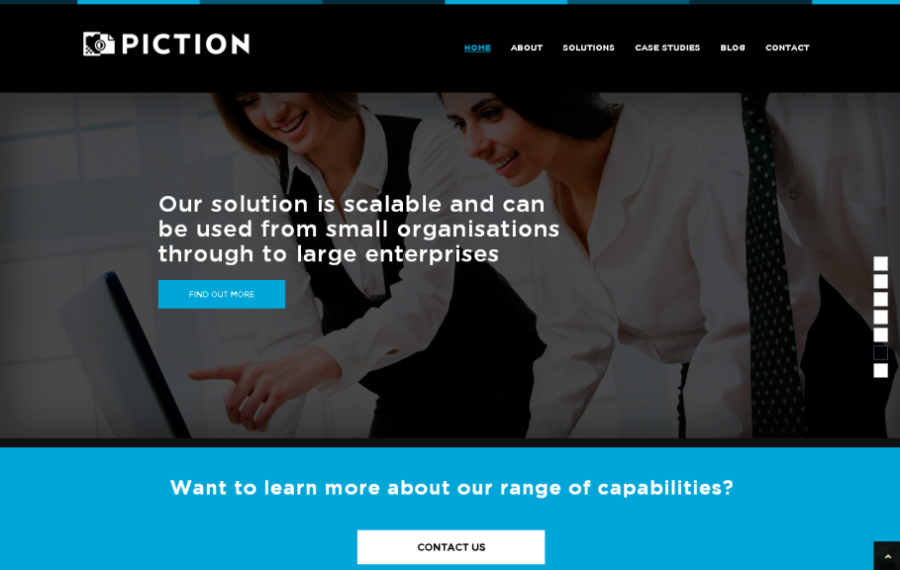 PICTION
HOME ABOUT SOLUTIONS CASE STUDIES BLOG CONTACT
Our solution is scalable and can
be used from small organisations
through to large enterprises
FIND OUT MORE
Want to learn more about our range of capabilities?
CONTACT US